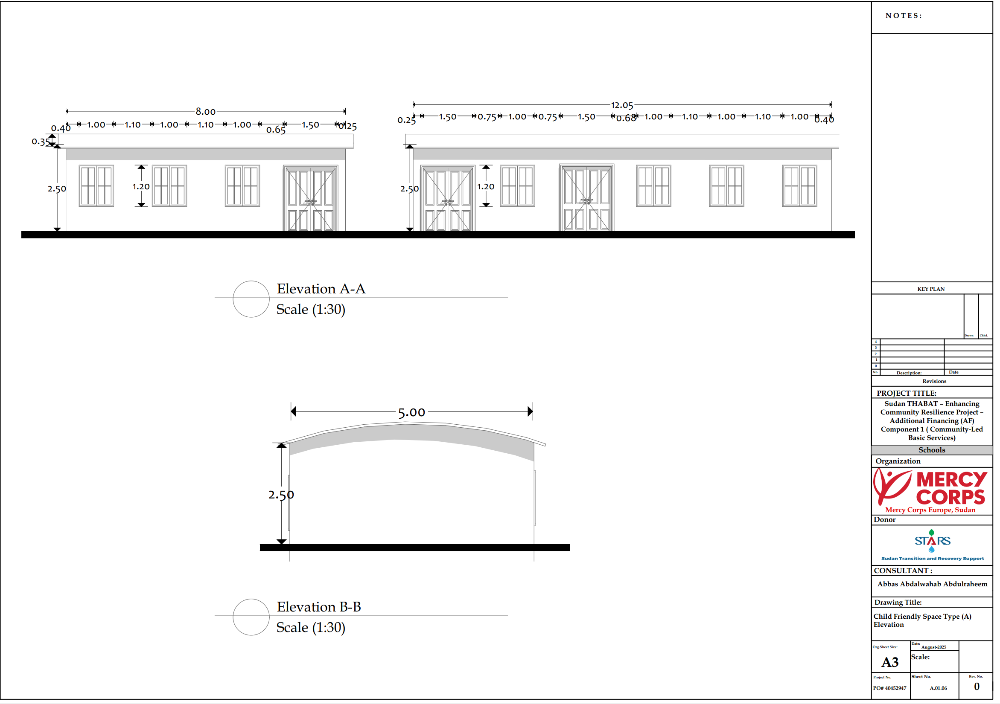 8.00
0.40
1.00
1.10
1.00
1.10
1.00
0.65
1.50
0.25
0.35
2.50
1.20
12.05
0.25
1.50
0.75
1.00
0.75
1.50
0.68
1.00
1.10
1.00
1.10
1.00
0.40
2.50
1.20
Elevation A-A
Scale (1:30)
5.00
2.50
Elevation B-B
Scale (1:30)
NOTES:
KEY PLAN
Drawn Chkd.
4
3
2
1
0
No. Description: Date
Revisions
PROJECT TITLE:
Sudan THABAT – Enhancing
Community Resilience Project –
Additional Financing (AF)
Component 1 ( Community-Led
Basic Services)
Schools
Organization
MERCY
CORPS
Mercy Corps Europe, Sudan
Donor
STARS
Sudan Transition and Recovery Support
CONSULTANT :
Abbas Abdalwahab Abdulraheem
Drawing Title:
Child Friendly Space Type (A)
Elevation
Org.Sheet Size:
A3
Date:
August-2025
Scale:
Project No.
PO# 40452947
Sheet No.
A.01.06
Rev. No.
0